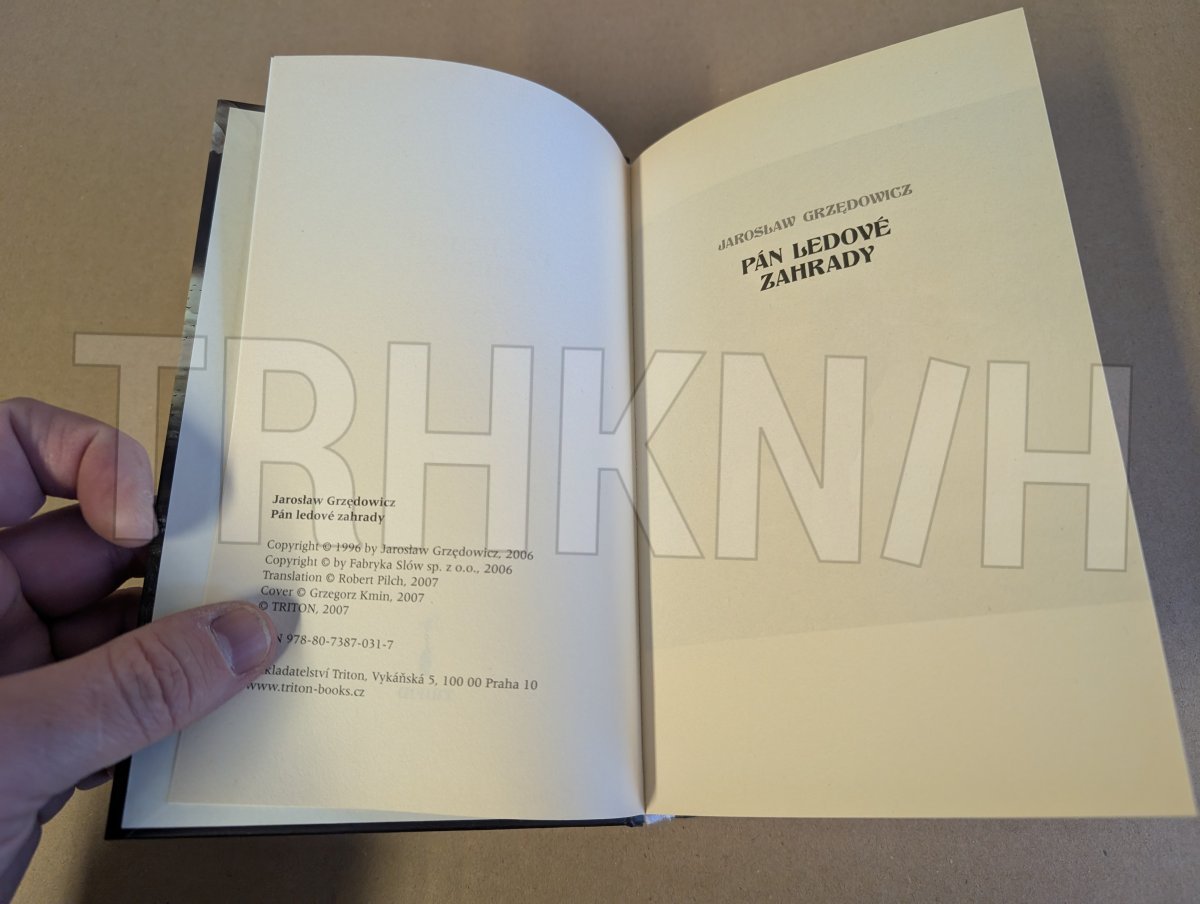 Jarosław Grzędowicz
Pán ledové zahrady
Copyright © 1996 by Jarosław Grzędowicz, 2006
Copyright © by Fabryka Slów sp. z o.o., 2006
Translation © Robert Pilch, 2007
Cover © Grzegorz Kmin, 2007
© TRITON, 2007
978-80-7387-031-7
Triton, Vykáňská 5, 100 00 Praha 10
www.triton-books.cz
JAROSŁAW GRZĘDOWICZ
PÁN LEDOVÉ
ZAHRADY
TRHKN/H